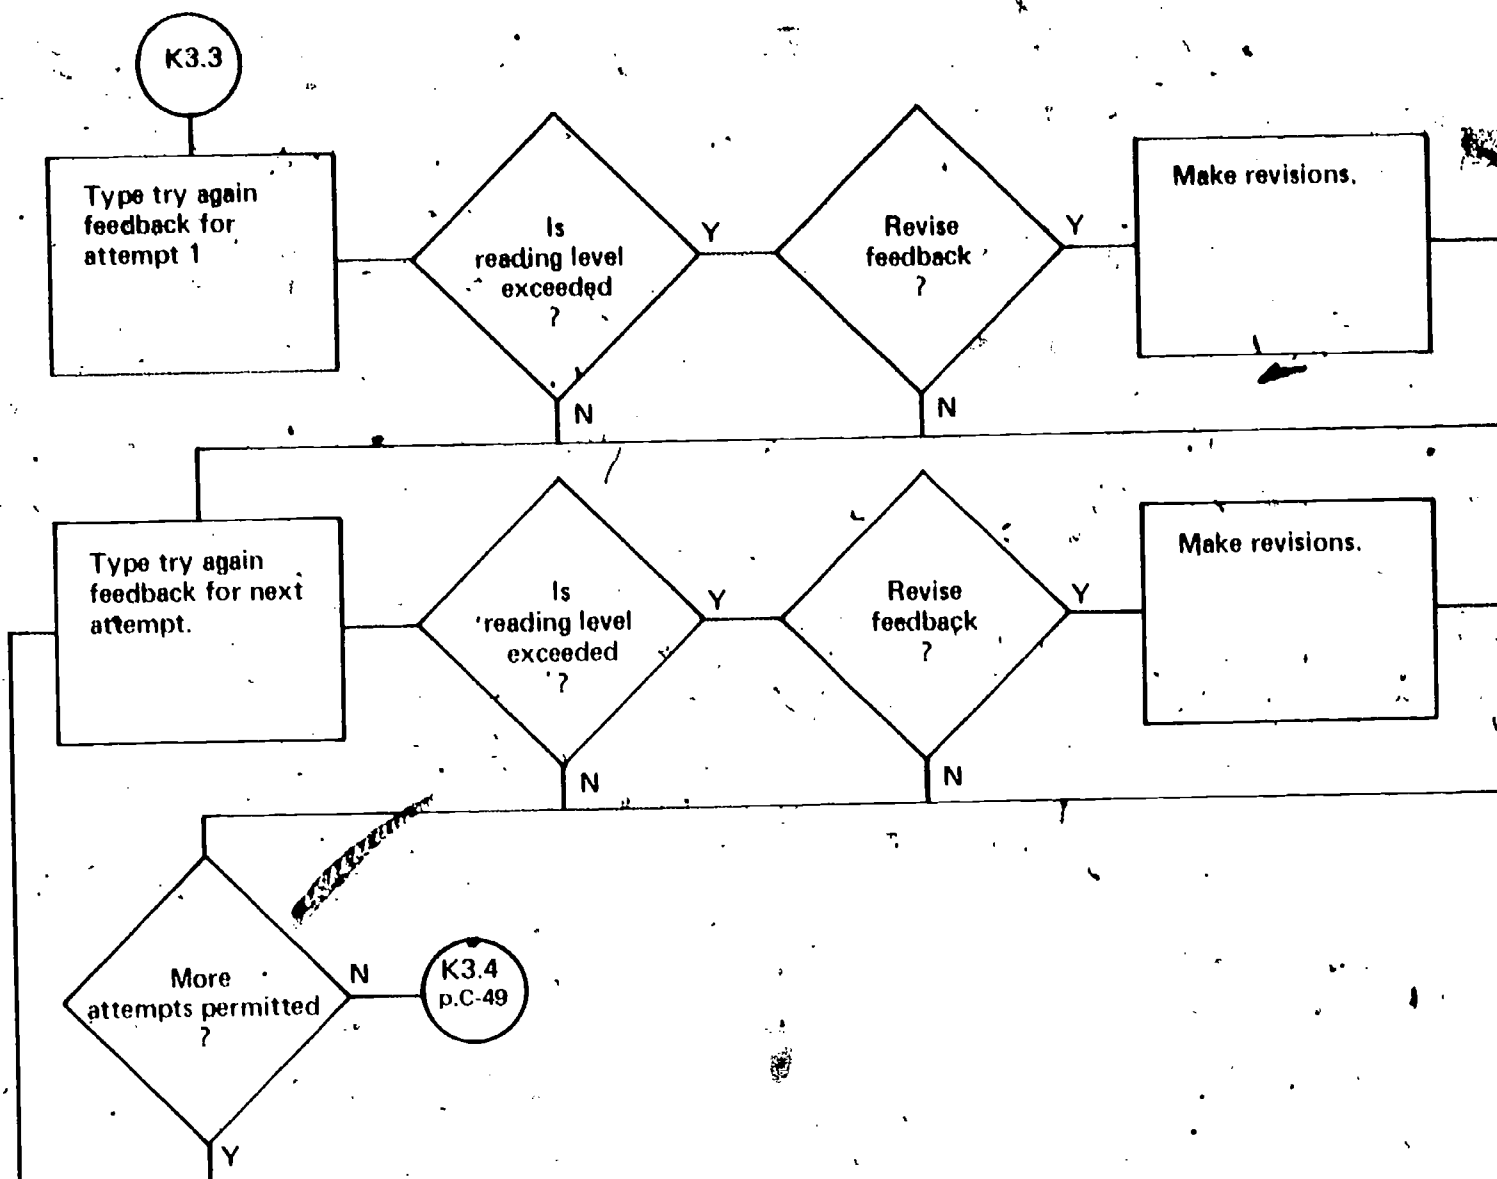 K3.3
Type try again
feedback for
attempt 1
Is
reading level
exceeded
?
Y
N
Revise
feedback
?
Y
N
Make revisions.
Type try again
feedback for next
attempt.
Is
reading level
exceeded
?
Y
N
Revise
feedback
?
Y
N
Make revisions.
More
attempts permitted
?
N
K3.4
p.C-49
Y